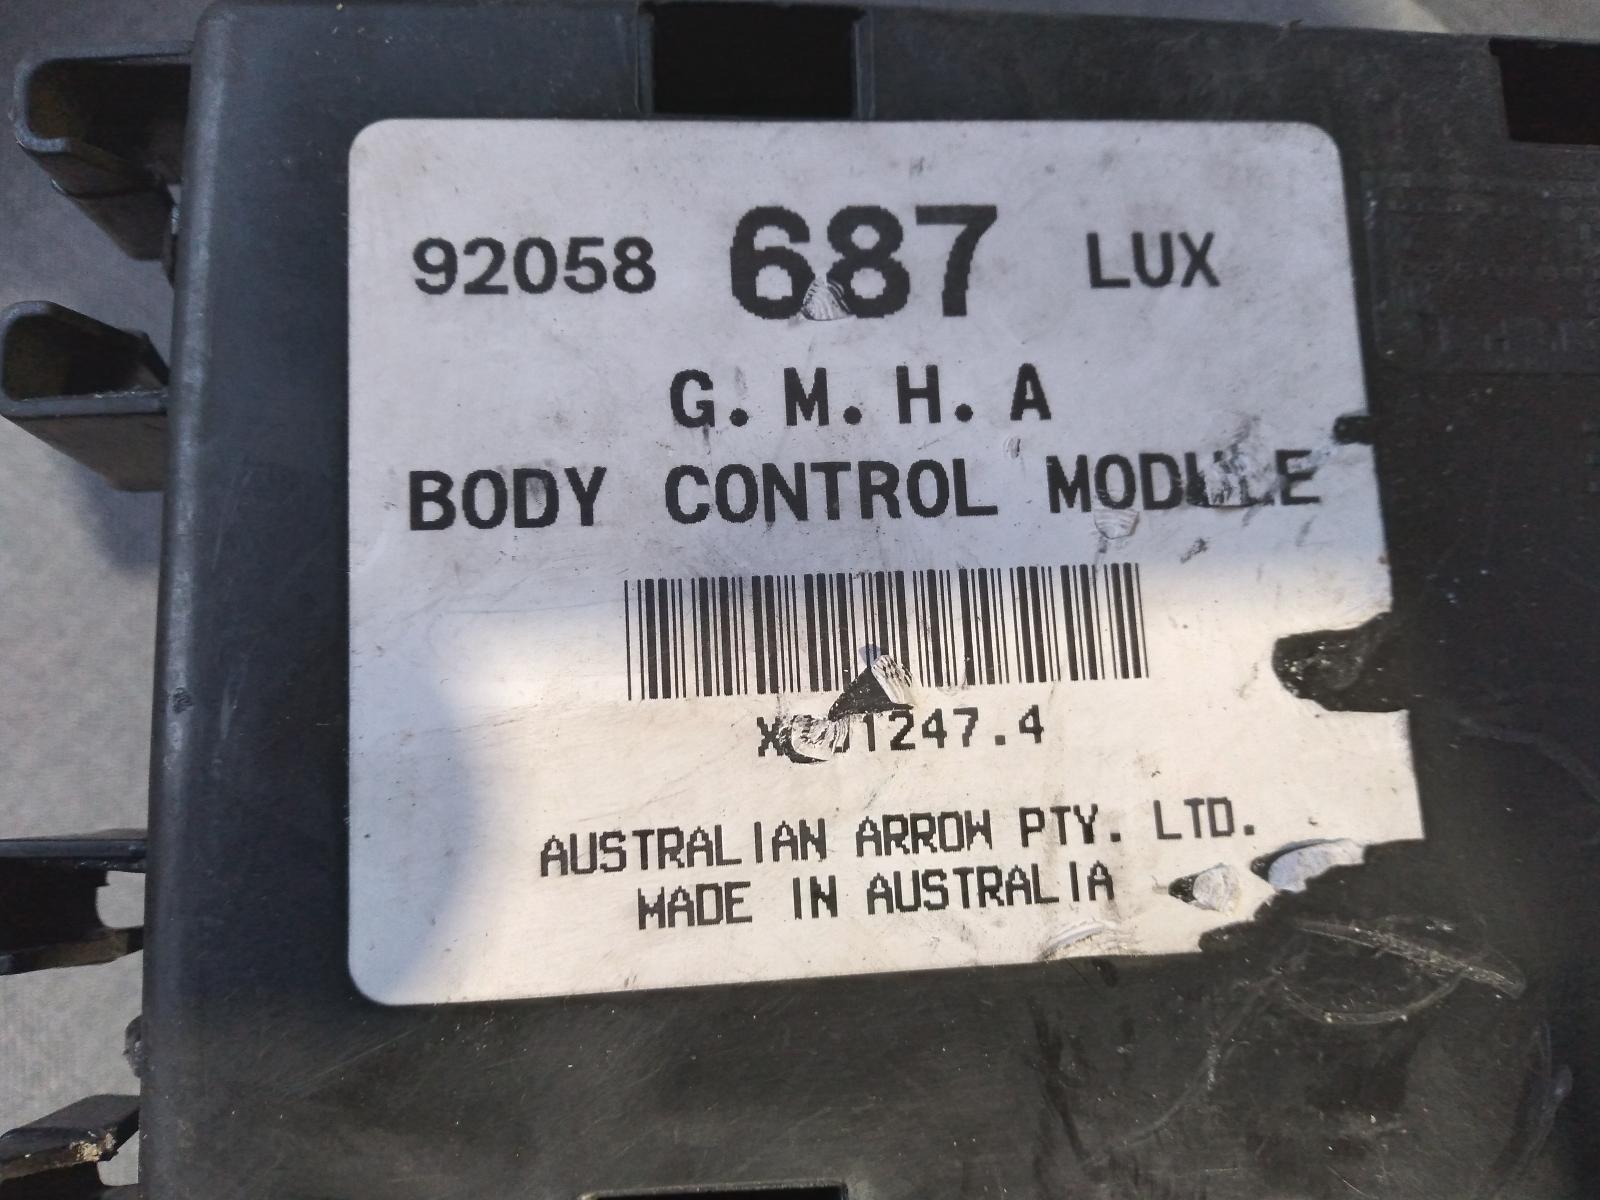 92058 687 LUX
G.M.H.A
BODY CONTROL MODULE
AUSTRALIAN ARROW PTY. LTD.
MADE IN AUSTRALIA